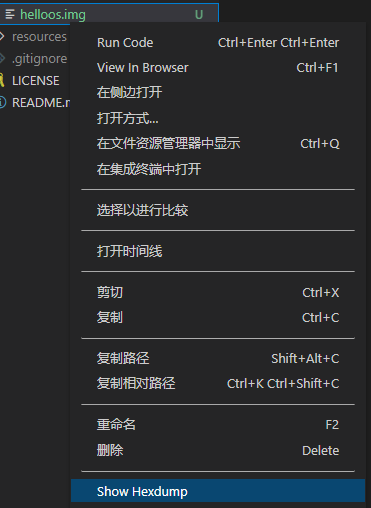 helloos.img U
resources
.gitignore
LICENSE
README.
Run Code Ctrl+Enter Ctrl+Enter
View In Browser Ctrl+F1
在侧边打开
打开方式...
在文件资源管理器中显示 Ctrl+Q
在集成终端中打开
选择以进行比较
打开时间线
剪切 Ctrl+X
复制 Ctrl+C
复制路径 Shift+Alt+C
复制相对路径 Ctrl+K Ctrl+Shift+C
重命名 F2
删除 Delete
Show Hexdump